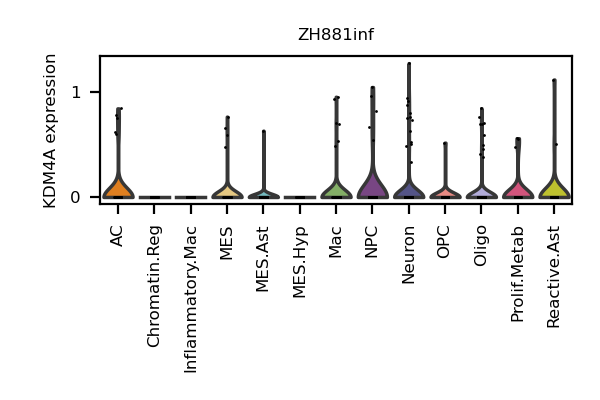 ZH881inf
KDM4A expression
1
0
AC
Chromatin.Reg
Inflammatory.Mac
MES
MES.Ast
MES.Hyp
Mac
NPC
Neuron
OPC
Oligo
Prolif.Metab
Reactive.Ast